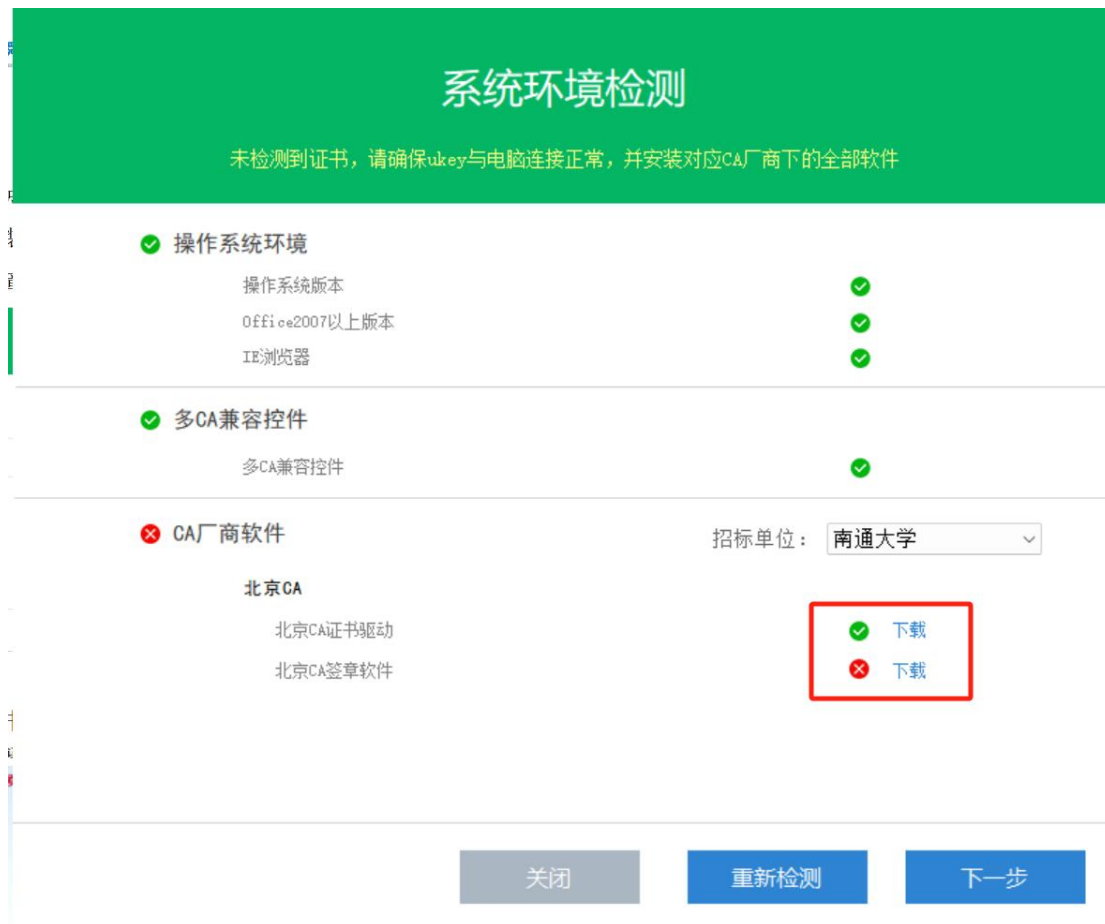 系统环境检测
未检测到证书，请确保ukey与电脑连接正常，并安装对应CA厂商下的全部软件
操作系统环境
操作系统版本
Office2007以上版本
IE浏览器
多CA兼容控件
多CA兼容控件
CA厂商软件 招标单位： 南通大学
北京CA
北京CA证书驱动 下载
北京CA签章软件 下载
关闭 重新检测 下一步